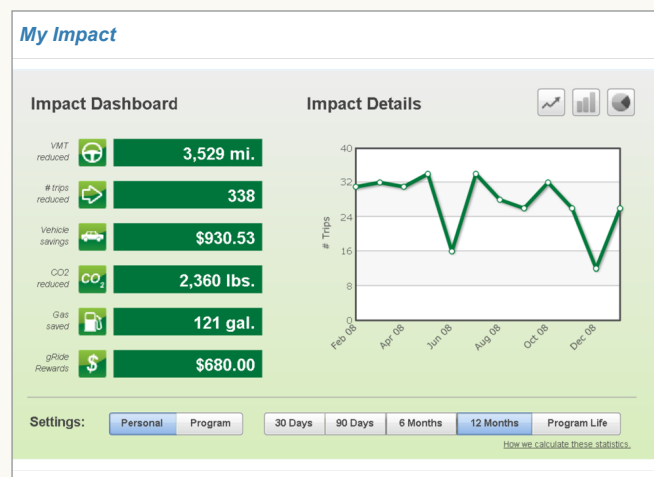 My Impact
Impact Dashboard
Impact Details
VMT
reduced
3,529 mi.
# trips
reduced
338
Vehicle
savings
$930.53
CO2
reduced
CO2
2,360 lbs.
Gas
saved
121 gal.
gRide
Rewards
$
$680.00
# Trips
40
32
24
16
8
0
Feb 08
Apr 08
Jun 08
Aug 08
Oct 08
Dec 08
Settings:
Personal
Program
30 Days
90 Days
6 Months
12 Months
Program Life
How we calculate these statistics.